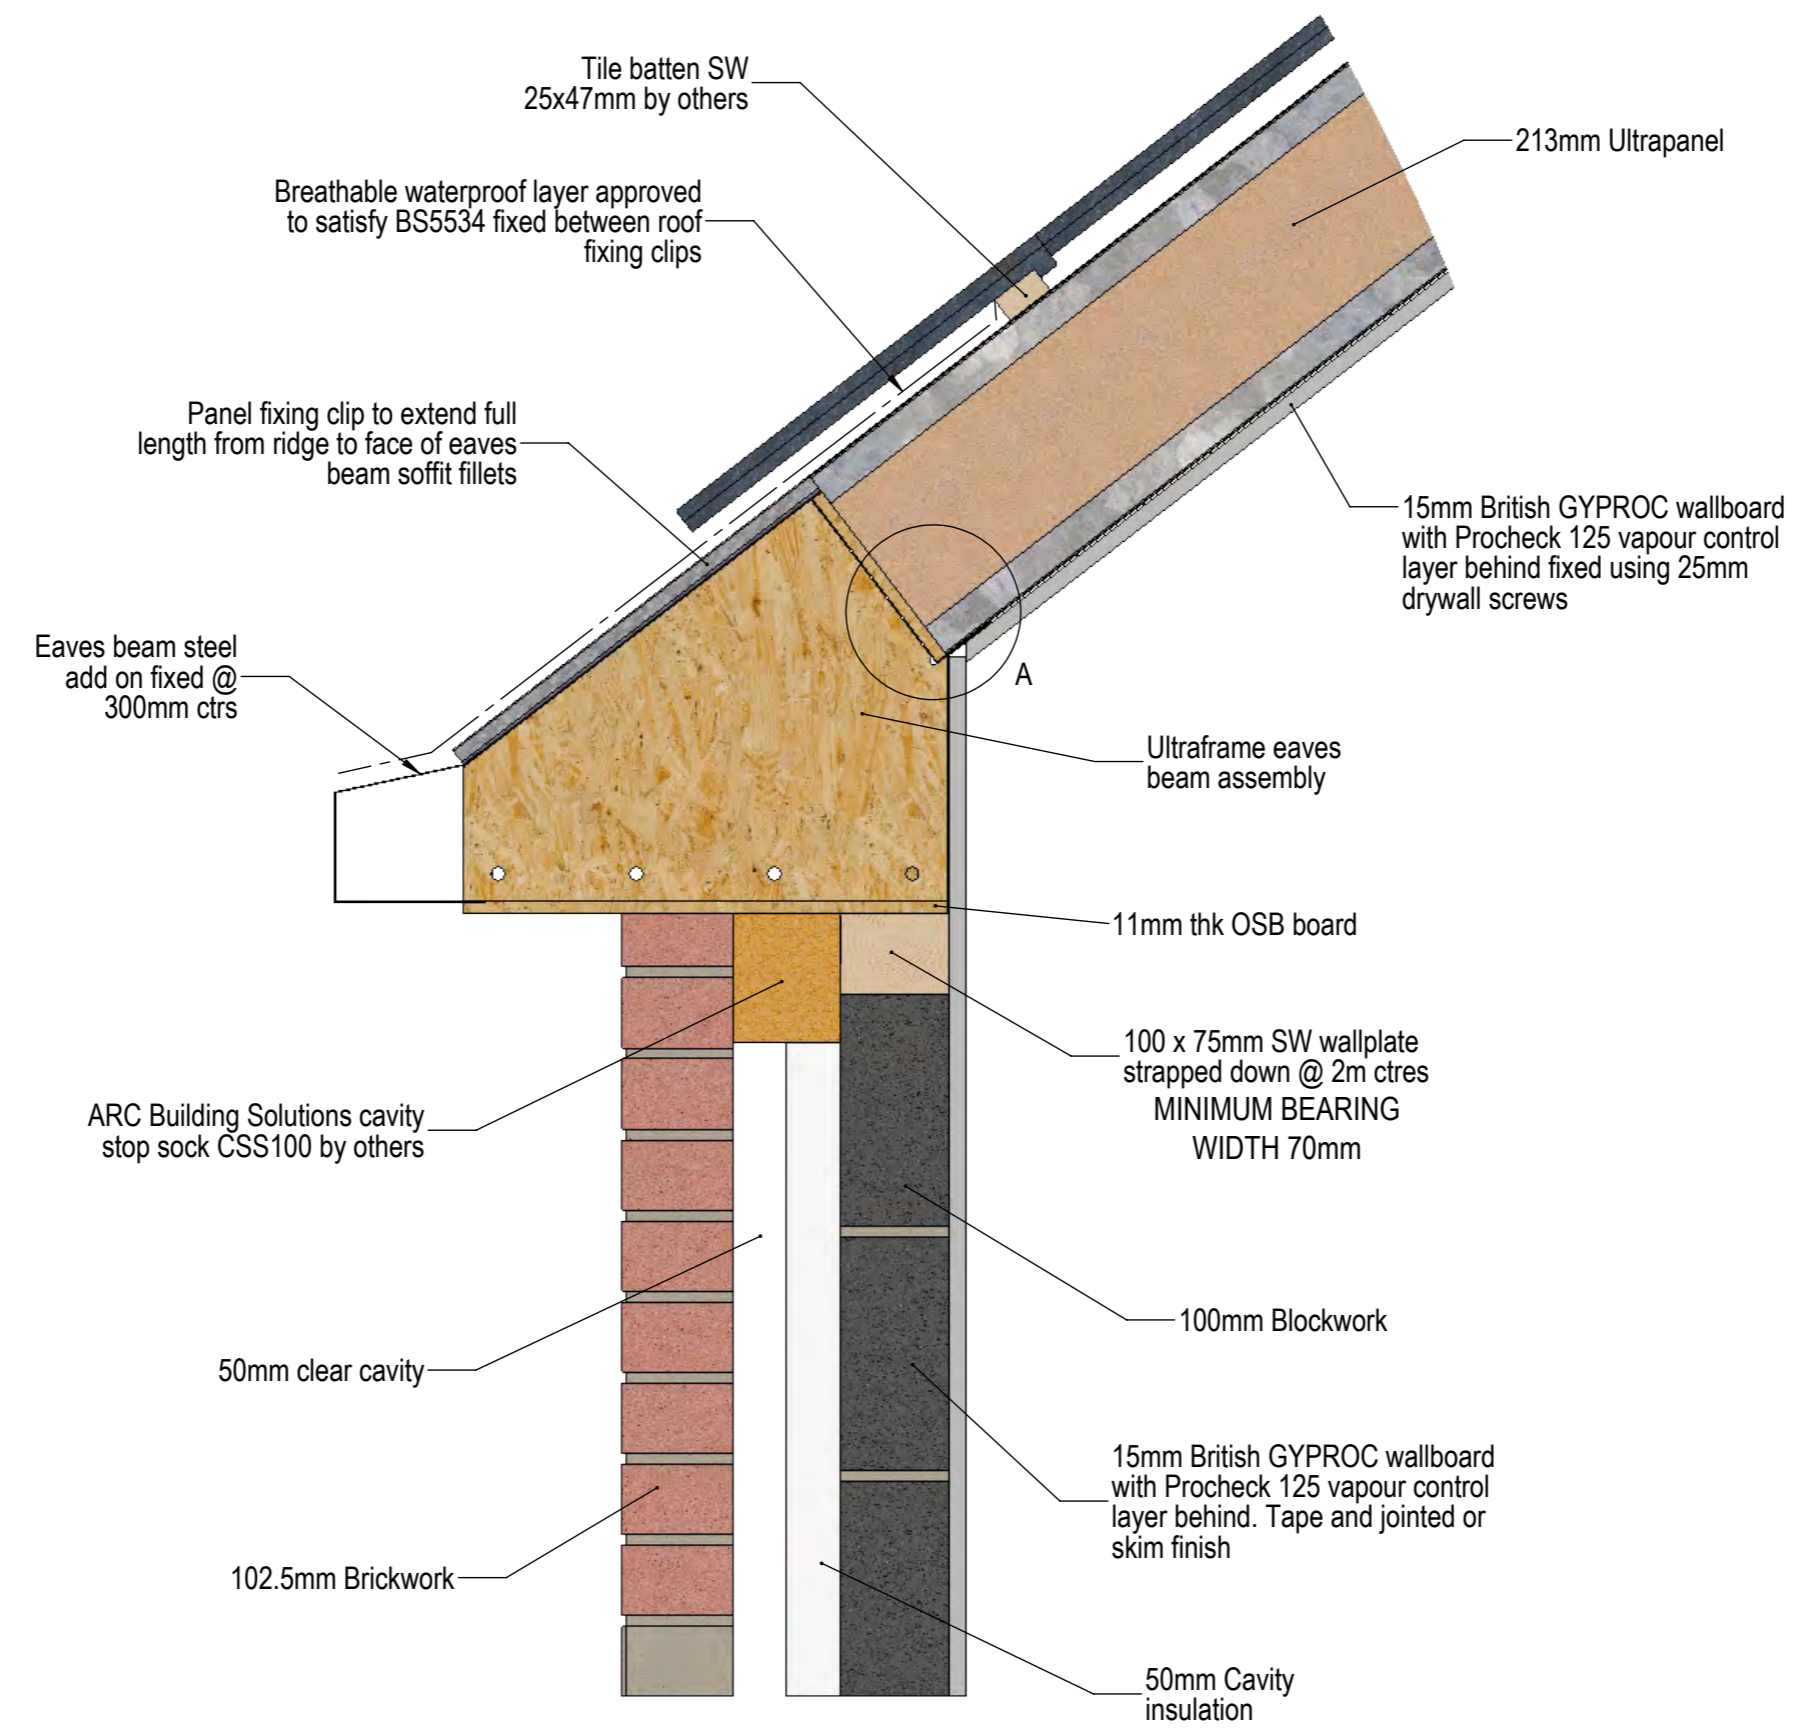 Tile batten SW
25x47mm by others
213mm Ultrapanel
Breathable waterproof layer approved
to satisfy BS5534 fixed between roof
fixing clips
Panel fixing clip to extend full
length from ridge to face of eaves
beam soffit fillets
15mm British GYPROC wallboard
with Procheck 125 vapour control
layer behind fixed using 25mm
drywall screws
Eaves beam steel
add on fixed @
300mm ctrs
A
Ultraframe eaves
beam assembly
11mm thk OSB board
100 x 75mm SW wallplate
strapped down @ 2m ctres
MINIMUM BEARING
WIDTH 70mm
ARC Building Solutions cavity
stop sock CSS100 by others
100mm Blockwork
50mm clear cavity
15mm British GYPROC wallboard
with Procheck 125 vapour control
layer behind. Tape and jointed or
skim finish
102.5mm Brickwork
50mm Cavity
insulation